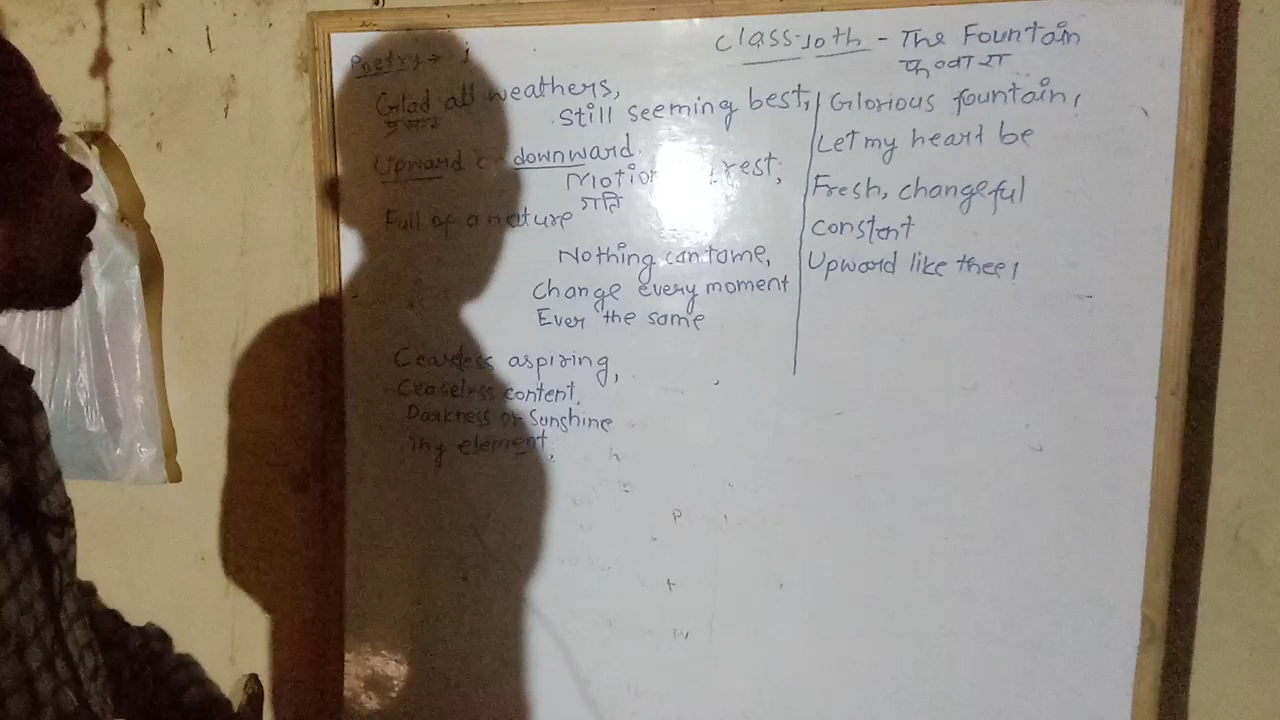 Class-10th - The Fountain
फव्वारा
Poetry →
Glad all weathers,
प्रसन्न
Still seeming best,
Upward downward.
Motion rest,
गति
Full of a nature
Nothing can tame,
Change every moment
Ever the same
Ceaseless aspiring,
Ceaseless content,
Darkness or Sunshine
Thy element,
Glorious fountain,
Let my heart be
Fresh, changeful
constent
Upward like thee!